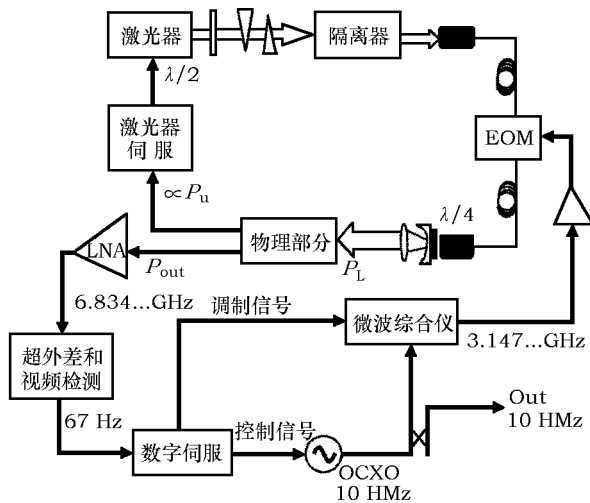 激光器
隔离器
λ/2
激光器
伺 服
EOM
∝Pu
λ/4
物理部分
LNA
Pout
PL
6.834...GHz
调制信号
微波综合仪
3.147...GHz
超外差和
视频检测
67 Hz
Out
10 HMz
控制信号
数字伺服
OCXO
10 HMz